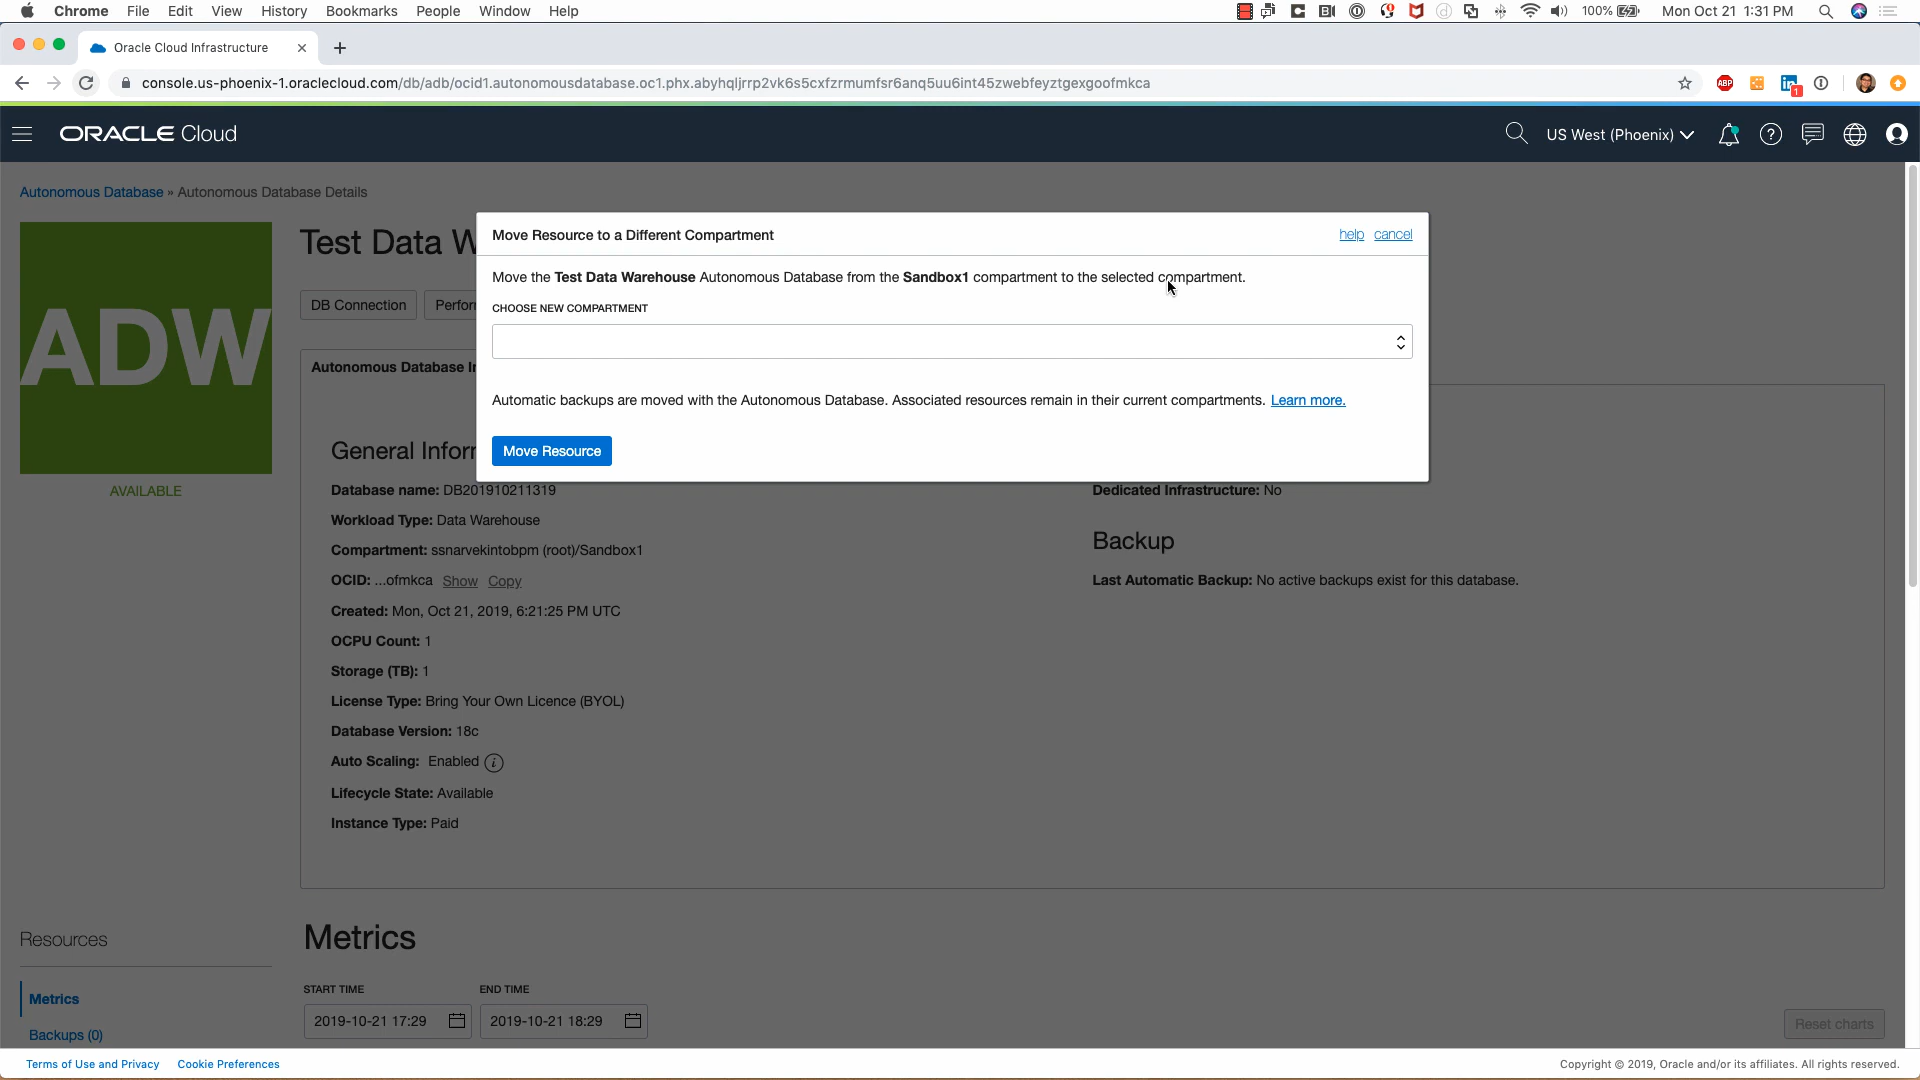 Chrome File Edit View History Bookmarks People Window Help 100% Mon Oct 21 1:31 PM
Oracle Cloud Infrastructure
console.us-phoenix-1.oraclecloud.com/db/adb/ocid1.autonomousdatabase.oc1.phx.abyhqljrrp2vk6s5cxfzrmumfsr6anq5uu6int45zwebfeyztgexgoofmkca
ABP
in
1
ORACLE Cloud
US West (Phoenix)
Autonomous Database » Autonomous Database Details
ADW
AVAILABLE
Test Data W
DB Connection
Perforn
Autonomous Database In
Move Resource to a Different Compartment
help cancel
Move the Test Data Warehouse Autonomous Database from the Sandbox1 compartment to the selected compartment.
CHOOSE NEW COMPARTMENT
Automatic backups are moved with the Autonomous Database. Associated resources remain in their current compartments. Learn more.
Move Resource
General Inforr
Database name: DB201910211319
Workload Type: Data Warehouse
Compartment: ssnarvekintobpm (root)/Sandbox1
OCID: ...ofmkca Show Copy
Created: Mon, Oct 21, 2019, 6:21:25 PM UTC
OCPU Count: 1
Storage (TB): 1
License Type: Bring Your Own Licence (BYOL)
Database Version: 18c
Auto Scaling: Enabled i
Lifecycle State: Available
Instance Type: Paid
Dedicated Infrastructure: No
Backup
Last Automatic Backup: No active backups exist for this database.
Resources
Metrics
Backups (0)
Metrics
START TIME
END TIME
2019-10-21 17:29
2019-10-21 18:29
Reset charts
Terms of Use and Privacy Cookie Preferences
Copyright © 2019, Oracle and/or its affiliates. All rights reserved.